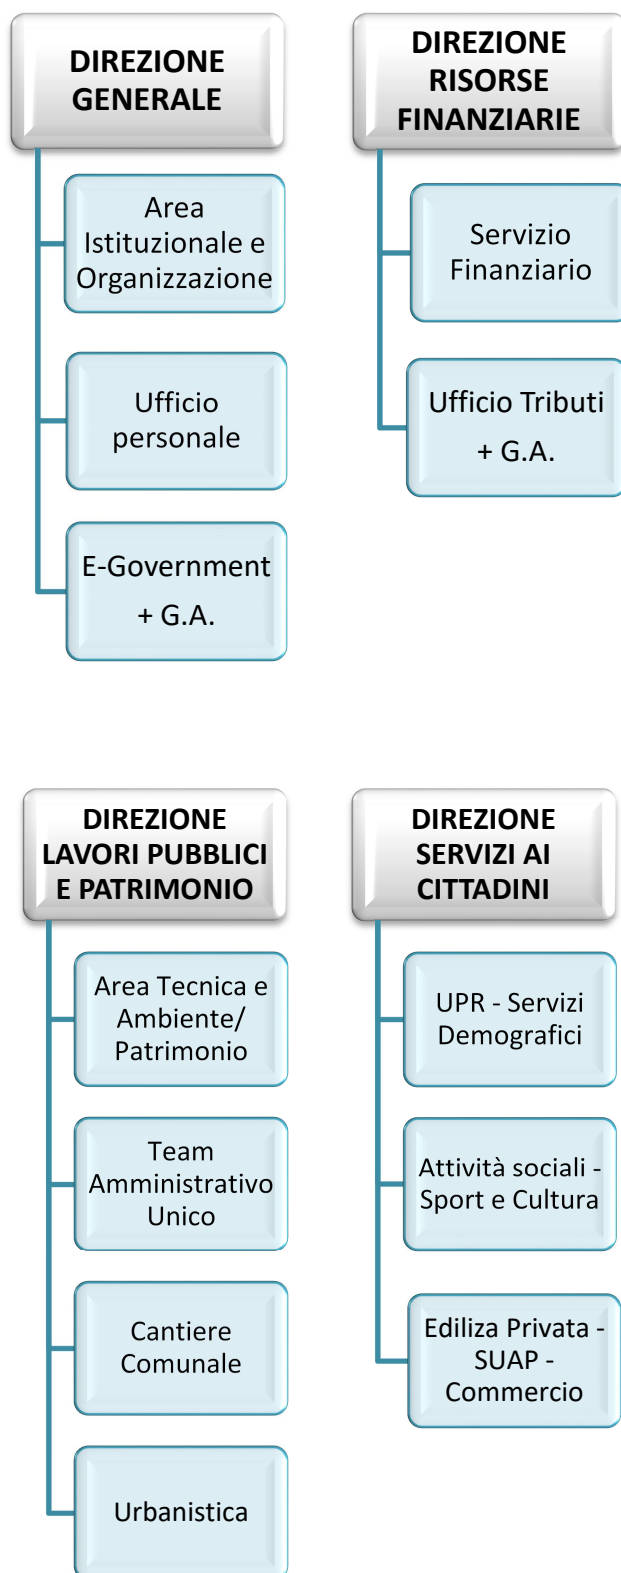 DIREZIONE
GENERALE
Area
Istituzionale e
Organizzazione
Ufficio
personale
E-Government
+ G.A.
DIREZIONE
RISORSE
FINANZIARIE
Servizio
Finanziario
Ufficio Tributi
+ G.A.
DIREZIONE
LAVORI PUBBLICI
E PATRIMONIO
Area Tecnica e
Ambiente/
Patrimonio
Team
Amministrativo
Unico
Cantiere
Comunale
Urbanistica
DIREZIONE
SERVIZI AI
CITTADINI
UPR - Servizi
Demografici
Attività sociali -
Sport e Cultura
Ediliza Privata -
SUAP -
Commercio